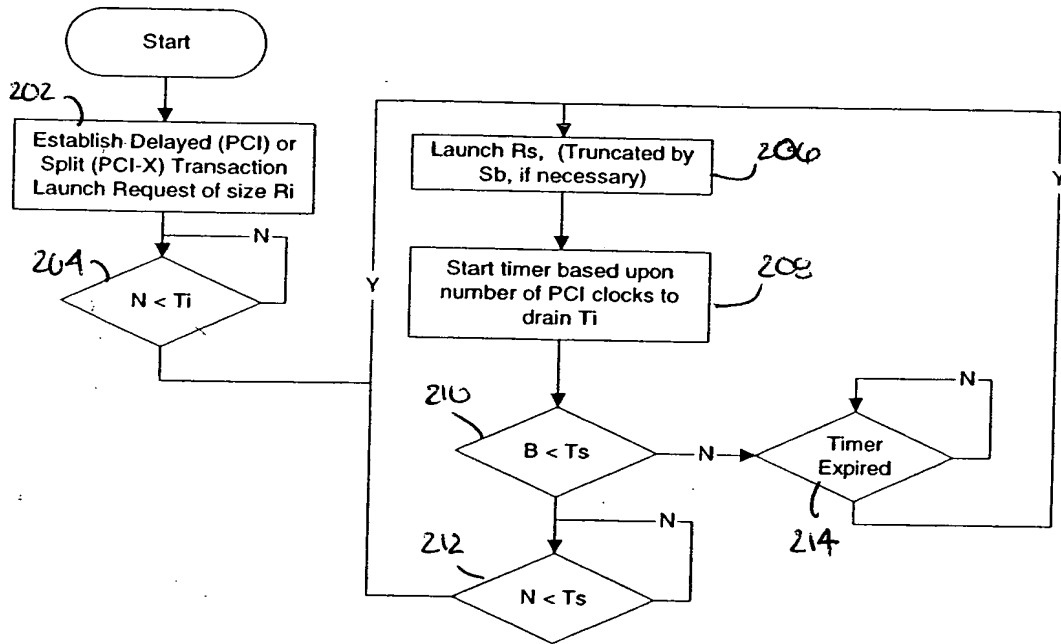 Start
202
Establish Delayed (PCI) or
Split (PCI-X) Transaction
Launch Request of size Ri
N
204
N < Ti
Y
Launch Rs, (Truncated by
Sb, if necessary)
206
Y
Start timer based upon
number of PCI clocks to
drain Ti
208
210
B < Ts
N
N
Timer
Expired
214
N
212
N < Ts